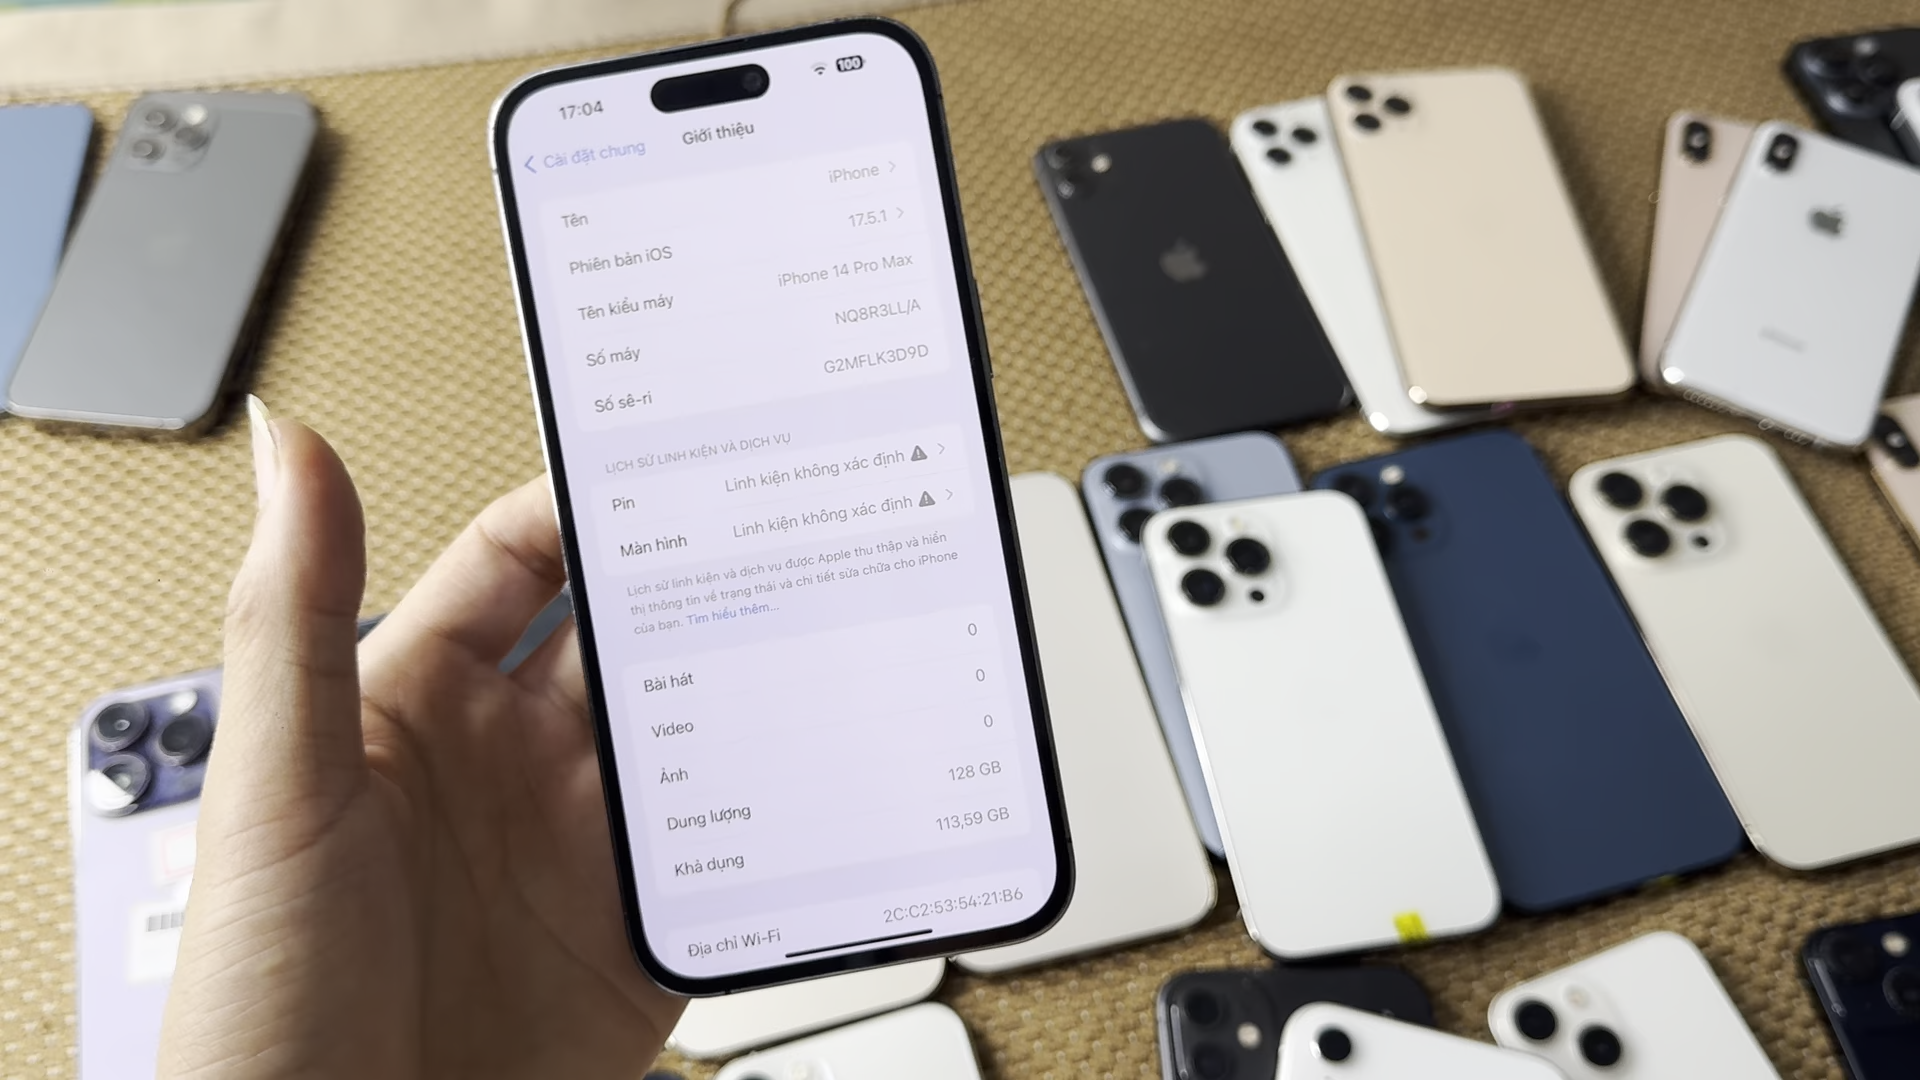 17:04
100
Cài đặt chung
Giới thiệu
Tên
iPhone
Phiên bản iOS
17.5.1
Tên kiểu máy
iPhone 14 Pro Max
Số máy
NQ8R3LL/A
Số sê-ri
G2MFLK3D9D
LỊCH SỬ LINH KIỆN VÀ DỊCH VỤ
Pin
Linh kiện không xác định
Màn hình
Linh kiện không xác định
Lịch sử linh kiện và dịch vụ được Apple thu thập và hiển
thị thông tin về trạng thái và chi tiết sửa chữa cho iPhone
của bạn. Tìm hiểu thêm...
Bài hát
0
Video
0
Ảnh
0
Dung lượng
128 GB
Khả dụng
113,59 GB
Địa chỉ Wi-Fi
2C:C2:53:54:21:B6